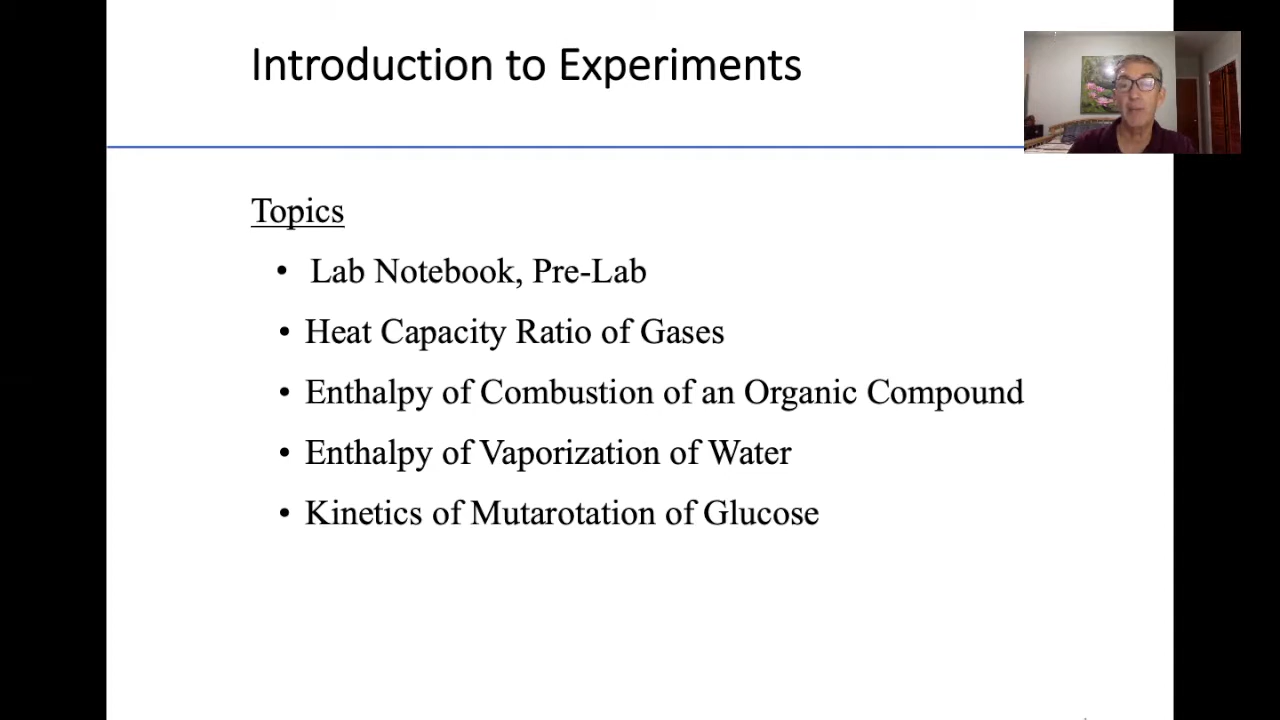 Introduction to Experiments
Topics
• Lab Notebook, Pre-Lab
• Heat Capacity Ratio of Gases
• Enthalpy of Combustion of an Organic Compound
• Enthalpy of Vaporization of Water
• Kinetics of Mutarotation of Glucose